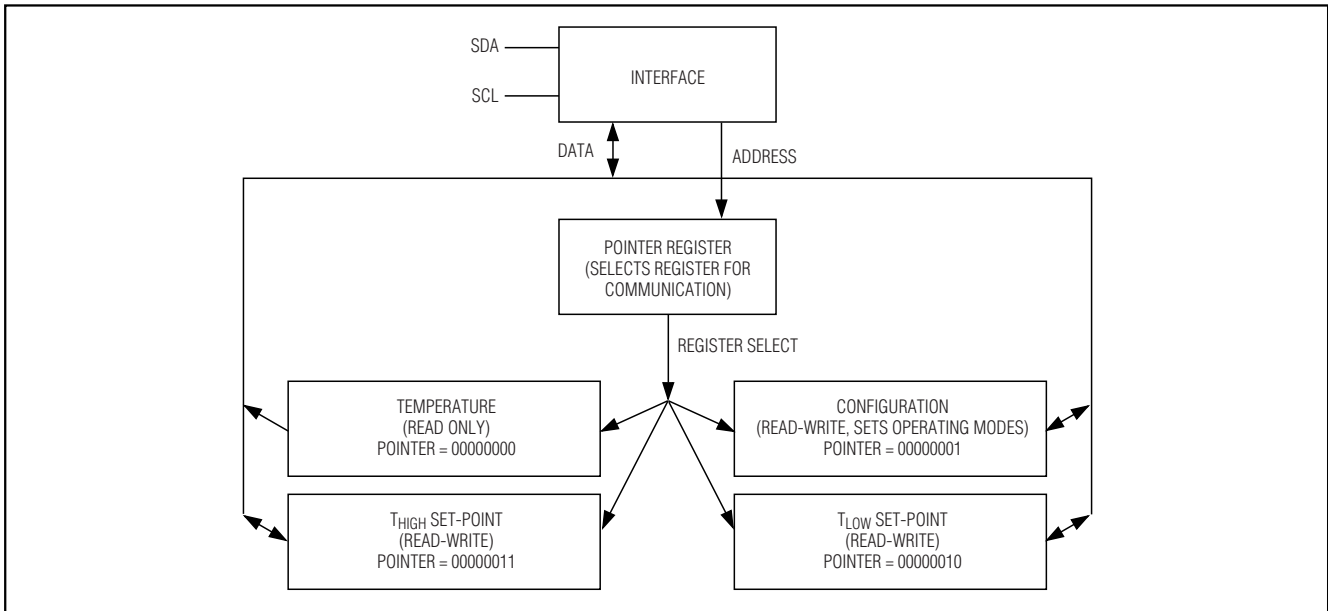 SDA
INTERFACE
SCL
DATA
ADDRESS
POINTER REGISTER
(SELECTS REGISTER FOR
COMMUNICATION)
REGISTER SELECT
TEMPERATURE
(READ ONLY)
POINTER = 00000000
CONFIGURATION
(READ-WRITE, SETS OPERATING MODES)
POINTER = 00000001
THIGH SET-POINT
(READ-WRITE)
POINTER = 00000011
TLOW SET-POINT
(READ-WRITE)
POINTER = 00000010